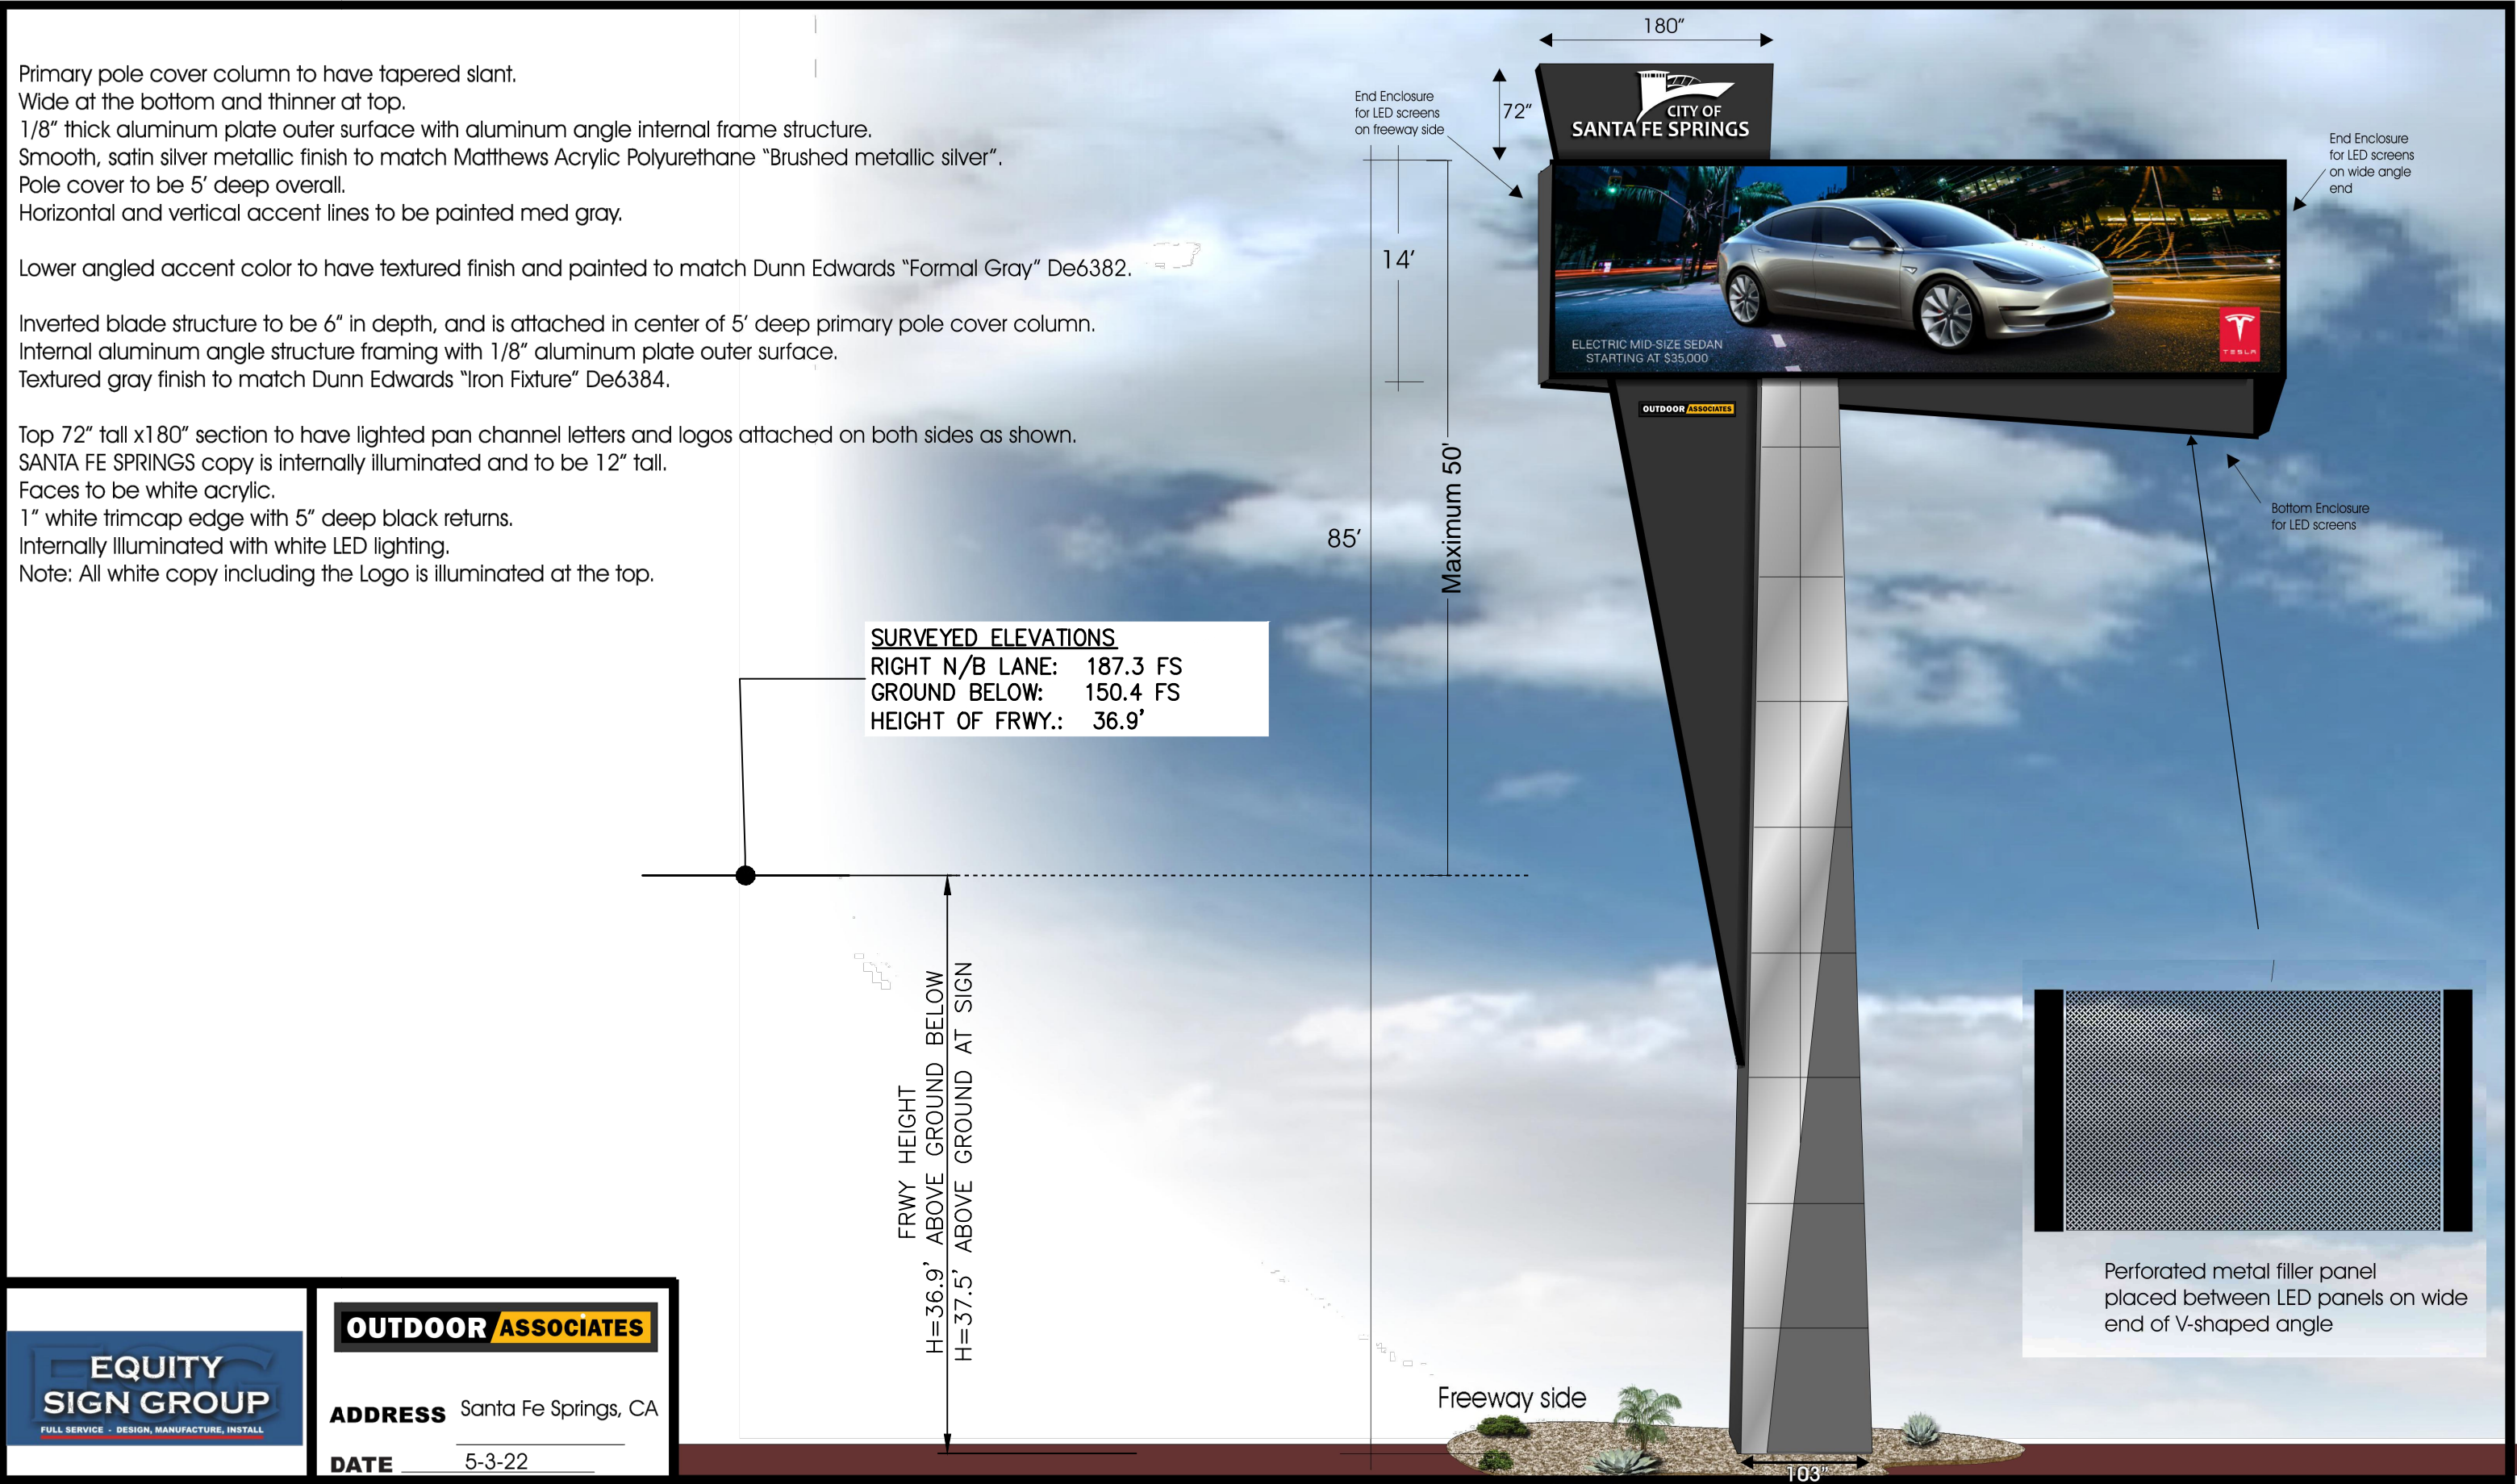 Primary pole cover column to have tapered slant.
Wide at the bottom and thinner at top.
1/8" thick aluminum plate outer surface with aluminum angle internal frame structure.
Smooth, satin silver metallic finish to match Matthews Acrylic Polyurethane “Brushed metallic silver”.
Pole cover to be 5’ deep overall.
Horizontal and vertical accent lines to be painted med gray.
Lower angled accent color to have textured finish and painted to match Dunn Edwards “Formal Gray” De6382.
Inverted blade structure to be 6" in depth, and is attached in center of 5’ deep primary pole cover column.
Internal aluminum angle structure framing with 1/8" aluminum plate outer surface.
Textured gray finish to match Dunn Edwards “Iron Fixture” De6384.
Top 72” tall x180” section to have lighted pan channel letters and logos attached on both sides as shown.
SANTA FE SPRINGS copy is internally illuminated and to be 12” tall.
Faces to be white acrylic.
1” white trimcap edge with 5” deep black returns.
Internally Illuminated with white LED lighting.
Note: All white copy including the Logo is illuminated at the top.
180”
72”
CITY OF
SANTA FE SPRINGS
End Enclosure
for LED screens
on freeway side
End Enclosure
for LED screens
on wide angle
end
14’
ELECTRIC MID-SIZE SEDAN
STARTING AT $35,000
TESLA
OUTDOOR ASSOCIATES
85’
Maximum 50'
Bottom Enclosure
for LED screens
SURVEYED ELEVATIONS
RIGHT N/B LANE: 187.3 FS
GROUND BELOW: 150.4 FS
HEIGHT OF FRWY.: 36.9’
FRWY HEIGHT
H=36.9’ ABOVE GROUND BELOW
H=37.5’ ABOVE GROUND AT SIGN
Perforated metal filler panel
placed between LED panels on wide
end of V-shaped angle
Freeway side
103”
ESG
EQUITY
SIGN GROUP
FULL SERVICE - DESIGN, MANUFACTURE, INSTALL
OUTDOOR ASSOCiATES
ADDRESS Santa Fe Springs, CA
DATE 5-3-22